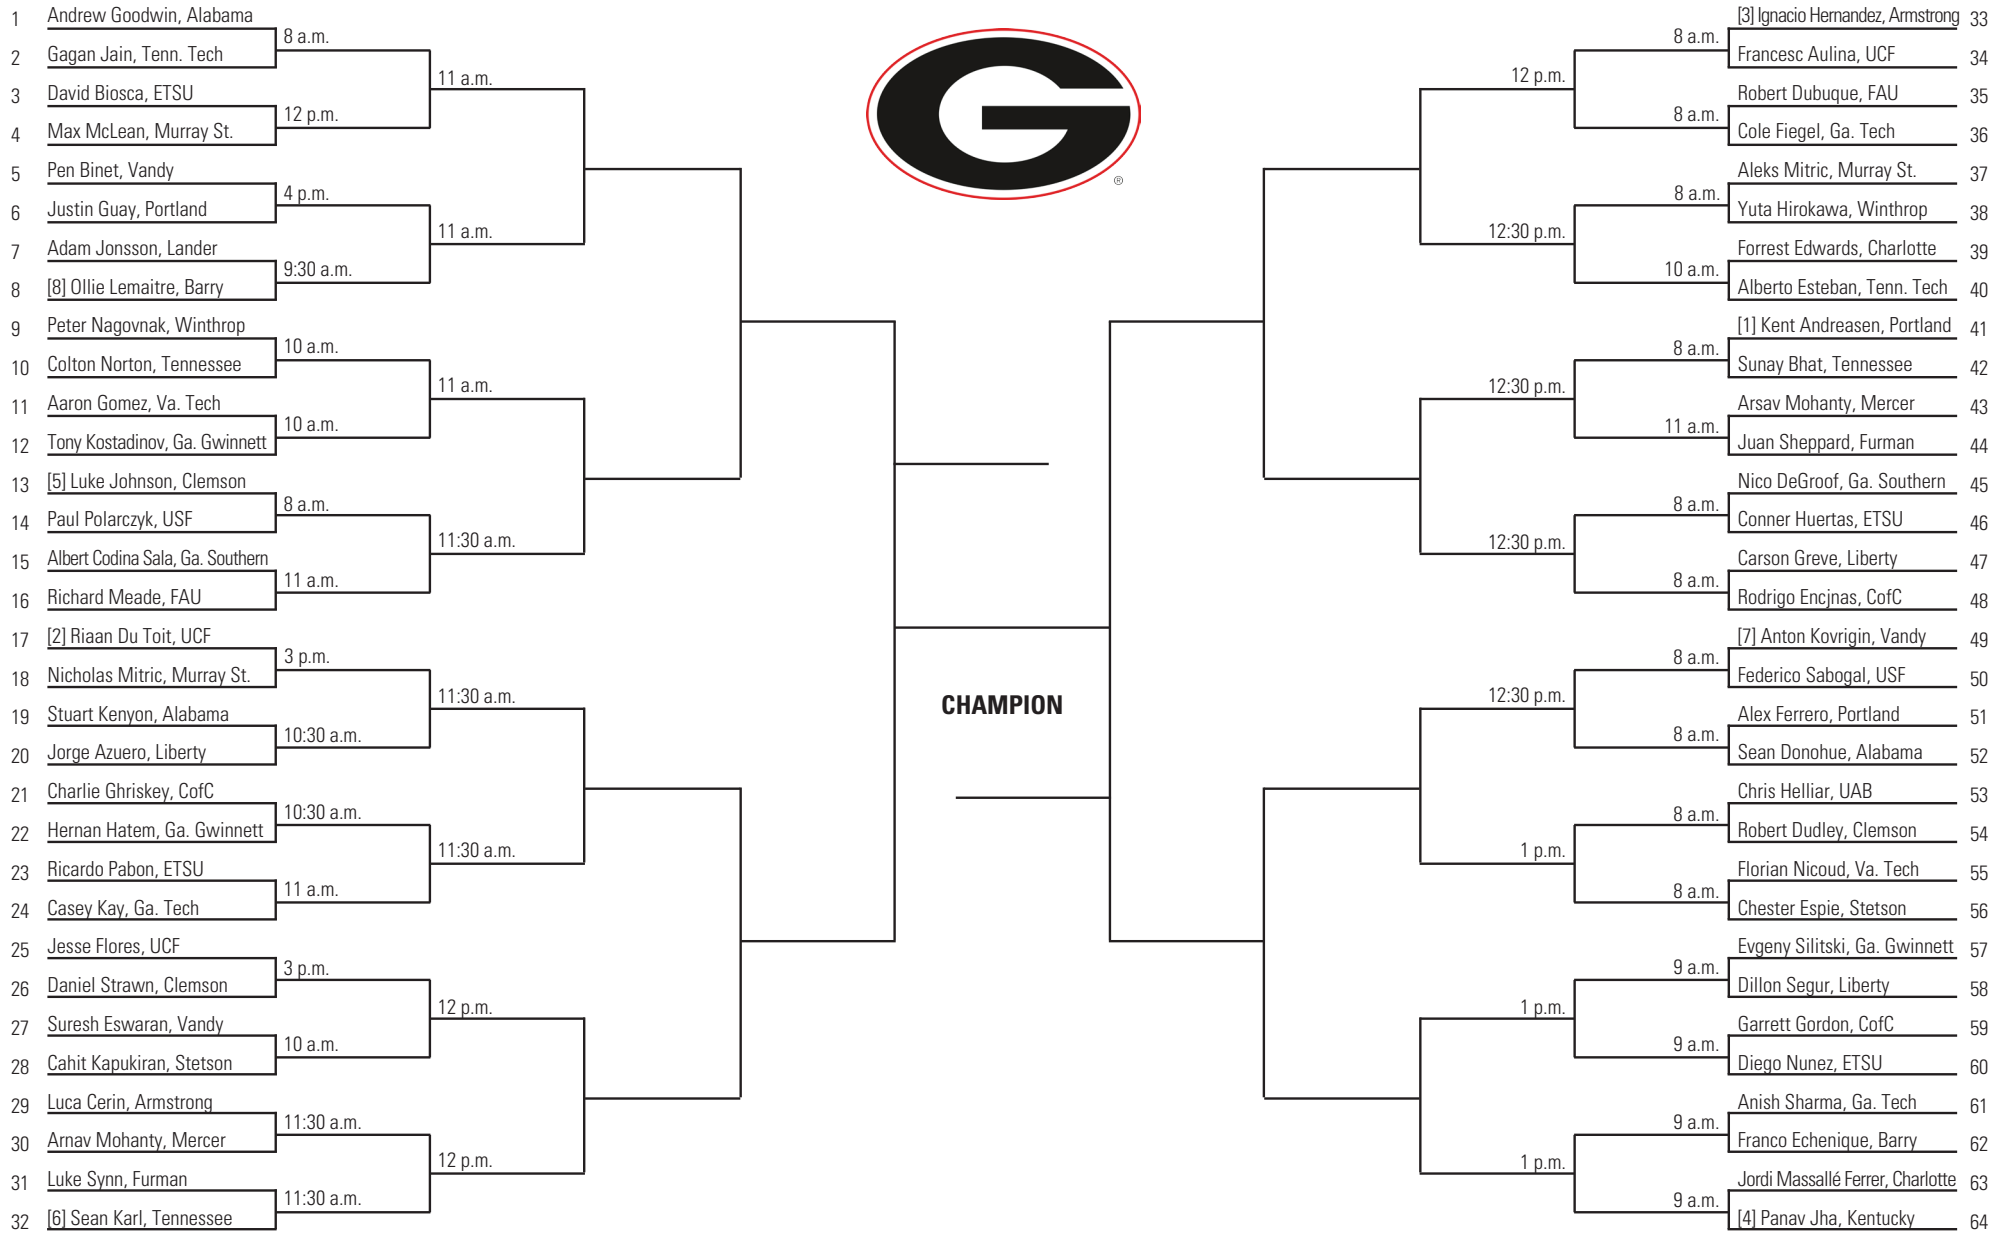 1 Andrew Goodwin, Alabama
8 a.m.
2 Gagan Jain, Tenn. Tech
11 a.m.
3 David Biosca, ETSU
12 p.m.
4 Max McLean, Murray St.
5 Pen Binet, Vandy
4 p.m.
6 Justin Guay, Portland
11 a.m.
7 Adam Jonsson, Lander
9:30 a.m.
8 [8] Ollie Lemaitre, Barry
9 Peter Nagovnak, Winthrop
10 a.m.
10 Colton Norton, Tennessee
11 a.m.
11 Aaron Gomez, Va. Tech
10 a.m.
12 Tony Kostadinov, Ga. Gwinnett
13 [5] Luke Johnson, Clemson
8 a.m.
14 Paul Polarczyk, USF
11:30 a.m.
15 Albert Codina Sala, Ga. Southern
11 a.m.
16 Richard Meade, FAU
17 [2] Riaan Du Toit, UCF
3 p.m.
18 Nicholas Mitric, Murray St.
11:30 a.m.
19 Stuart Kenyon, Alabama
10:30 a.m.
20 Jorge Azuero, Liberty
21 Charlie Ghriskey, CofC
10:30 a.m.
22 Hernan Hatem, Ga. Gwinnett
11:30 a.m.
23 Ricardo Pabon, ETSU
11 a.m.
24 Casey Kay, Ga. Tech
25 Jesse Flores, UCF
3 p.m.
26 Daniel Strawn, Clemson
12 p.m.
27 Suresh Eswaran, Vandy
10 a.m.
28 Cahit Kapukiran, Stetson
29 Luca Cerin, Armstrong
11:30 a.m.
30 Arnav Mohanty, Mercer
12 p.m.
31 Luke Synn, Furman
11:30 a.m.
32 [6] Sean Karl, Tennessee
G
®
CHAMPION
[3] Ignacio Hernandez, Armstrong 33
8 a.m.
Francesc Aulina, UCF 34
12 p.m.
Robert Dubuque, FAU 35
8 a.m.
Cole Fiegel, Ga. Tech 36
Aleks Mitric, Murray St. 37
8 a.m.
Yuta Hirokawa, Winthrop 38
12:30 p.m.
Forrest Edwards, Charlotte 39
10 a.m.
Alberto Esteban, Tenn. Tech 40
[1] Kent Andreasen, Portland 41
8 a.m.
Sunay Bhat, Tennessee 42
12:30 p.m.
Arsav Mohanty, Mercer 43
11 a.m.
Juan Sheppard, Furman 44
Nico DeGroof, Ga. Southern 45
8 a.m.
Conner Huertas, ETSU 46
12:30 p.m.
Carson Greve, Liberty 47
8 a.m.
Rodrigo Encjnas, CofC 48
[7] Anton Kovrigin, Vandy 49
8 a.m.
Federico Sabogal, USF 50
12:30 p.m.
Alex Ferrero, Portland 51
8 a.m.
Sean Donohue, Alabama 52
Chris Helliar, UAB 53
8 a.m.
Robert Dudley, Clemson 54
1 p.m.
Florian Nicoud, Va. Tech 55
8 a.m.
Chester Espie, Stetson 56
Evgeny Silitski, Ga. Gwinnett 57
9 a.m.
Dillon Segur, Liberty 58
1 p.m.
Garrett Gordon, CofC 59
9 a.m.
Diego Nunez, ETSU 60
Anish Sharma, Ga. Tech 61
9 a.m.
Franco Echenique, Barry 62
1 p.m.
Jordi Massallé Ferrer, Charlotte 63
9 a.m.
[4] Panav Jha, Kentucky 64